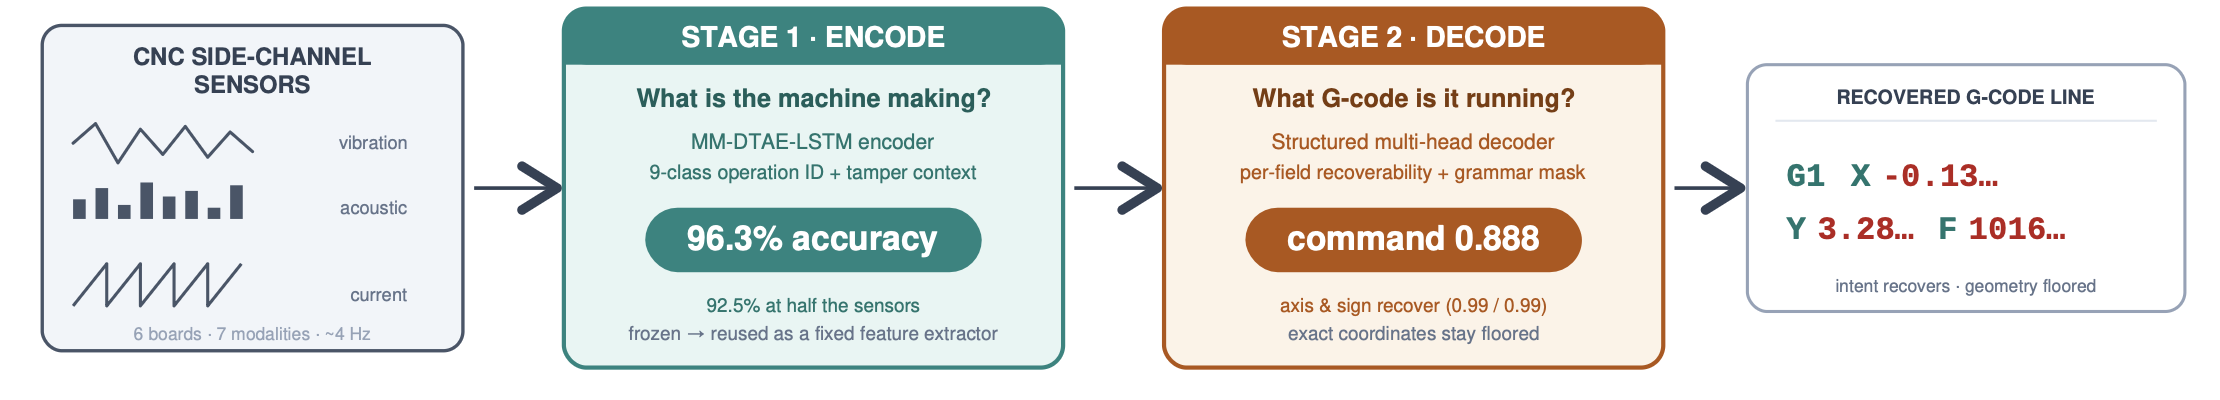 CNC SIDE-CHANNEL
SENSORS
vibration
acoustic
current
6 boards · 7 modalities · ~4 Hz
STAGE 1 · ENCODE
What is the machine making?
MM-DTAE-LSTM encoder
9-class operation ID + tamper context
96.3% accuracy
92.5% at half the sensors
frozen → reused as a fixed feature extractor
STAGE 2 · DECODE
What G-code is it running?
Structured multi-head decoder
per-field recoverability + grammar mask
command 0.888
axis & sign recover (0.99 / 0.99)
exact coordinates stay floored
RECOVERED G-CODE LINE
G1 X -0.13…
Y 3.28… F 1016…
intent recovers · geometry floored